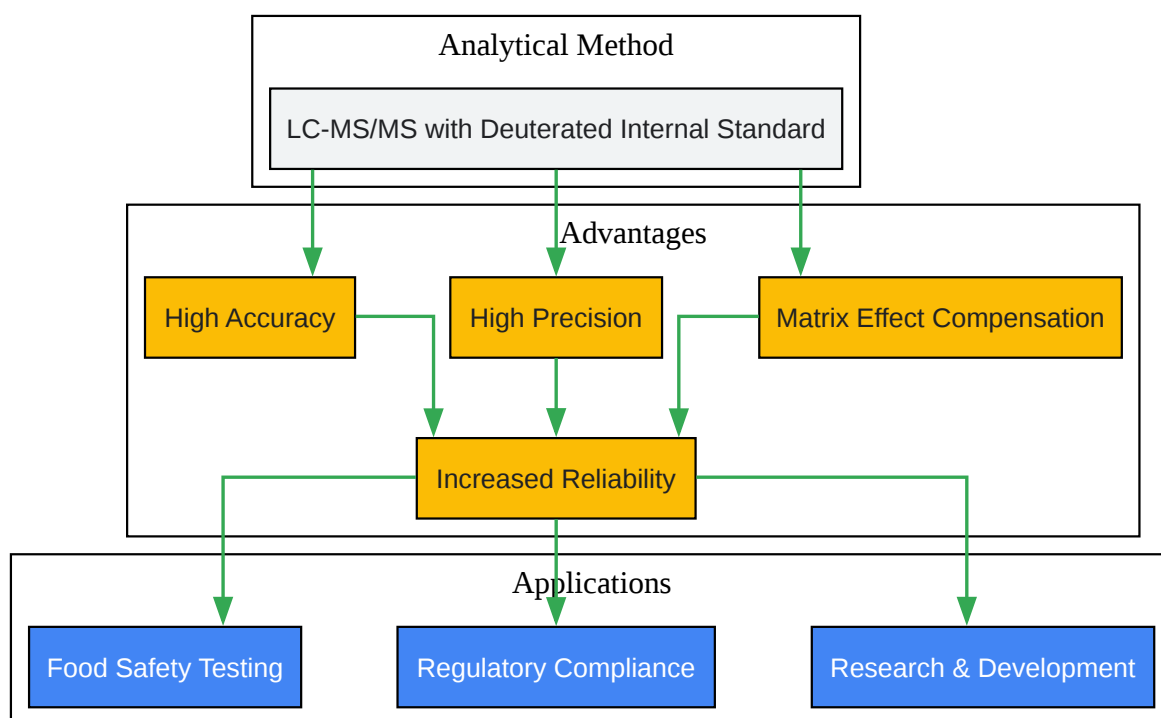 Analytical Method
LC-MS/MS with Deuterated Internal Standard
Advantages
High Accuracy
High Precision
Matrix Effect Compensation
Increased Reliability
Applications
Food Safety Testing
Regulatory Compliance
Research & Development